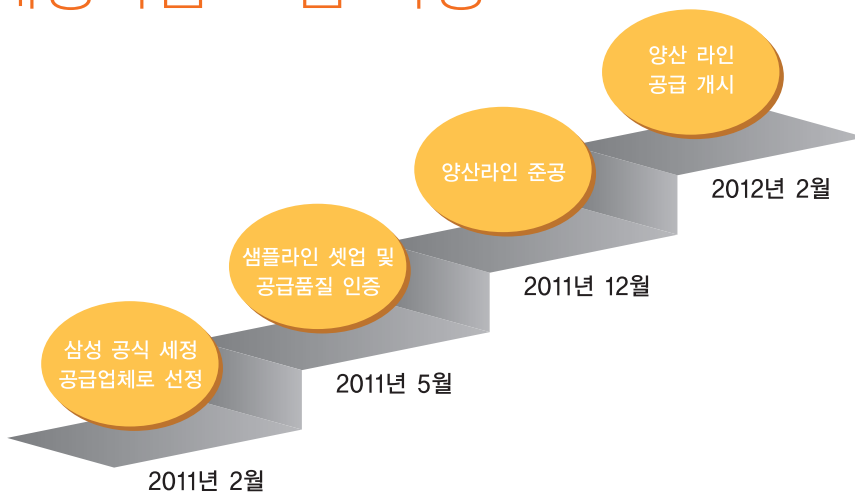 양산 라인
공급 개시
2012년 2월
양산라인 준공
2011년 12월
샘플라인 셋업 및
공급품질 인증
2011년 5월
삼성 공식 세정
공급업체로 선정
2011년 2월